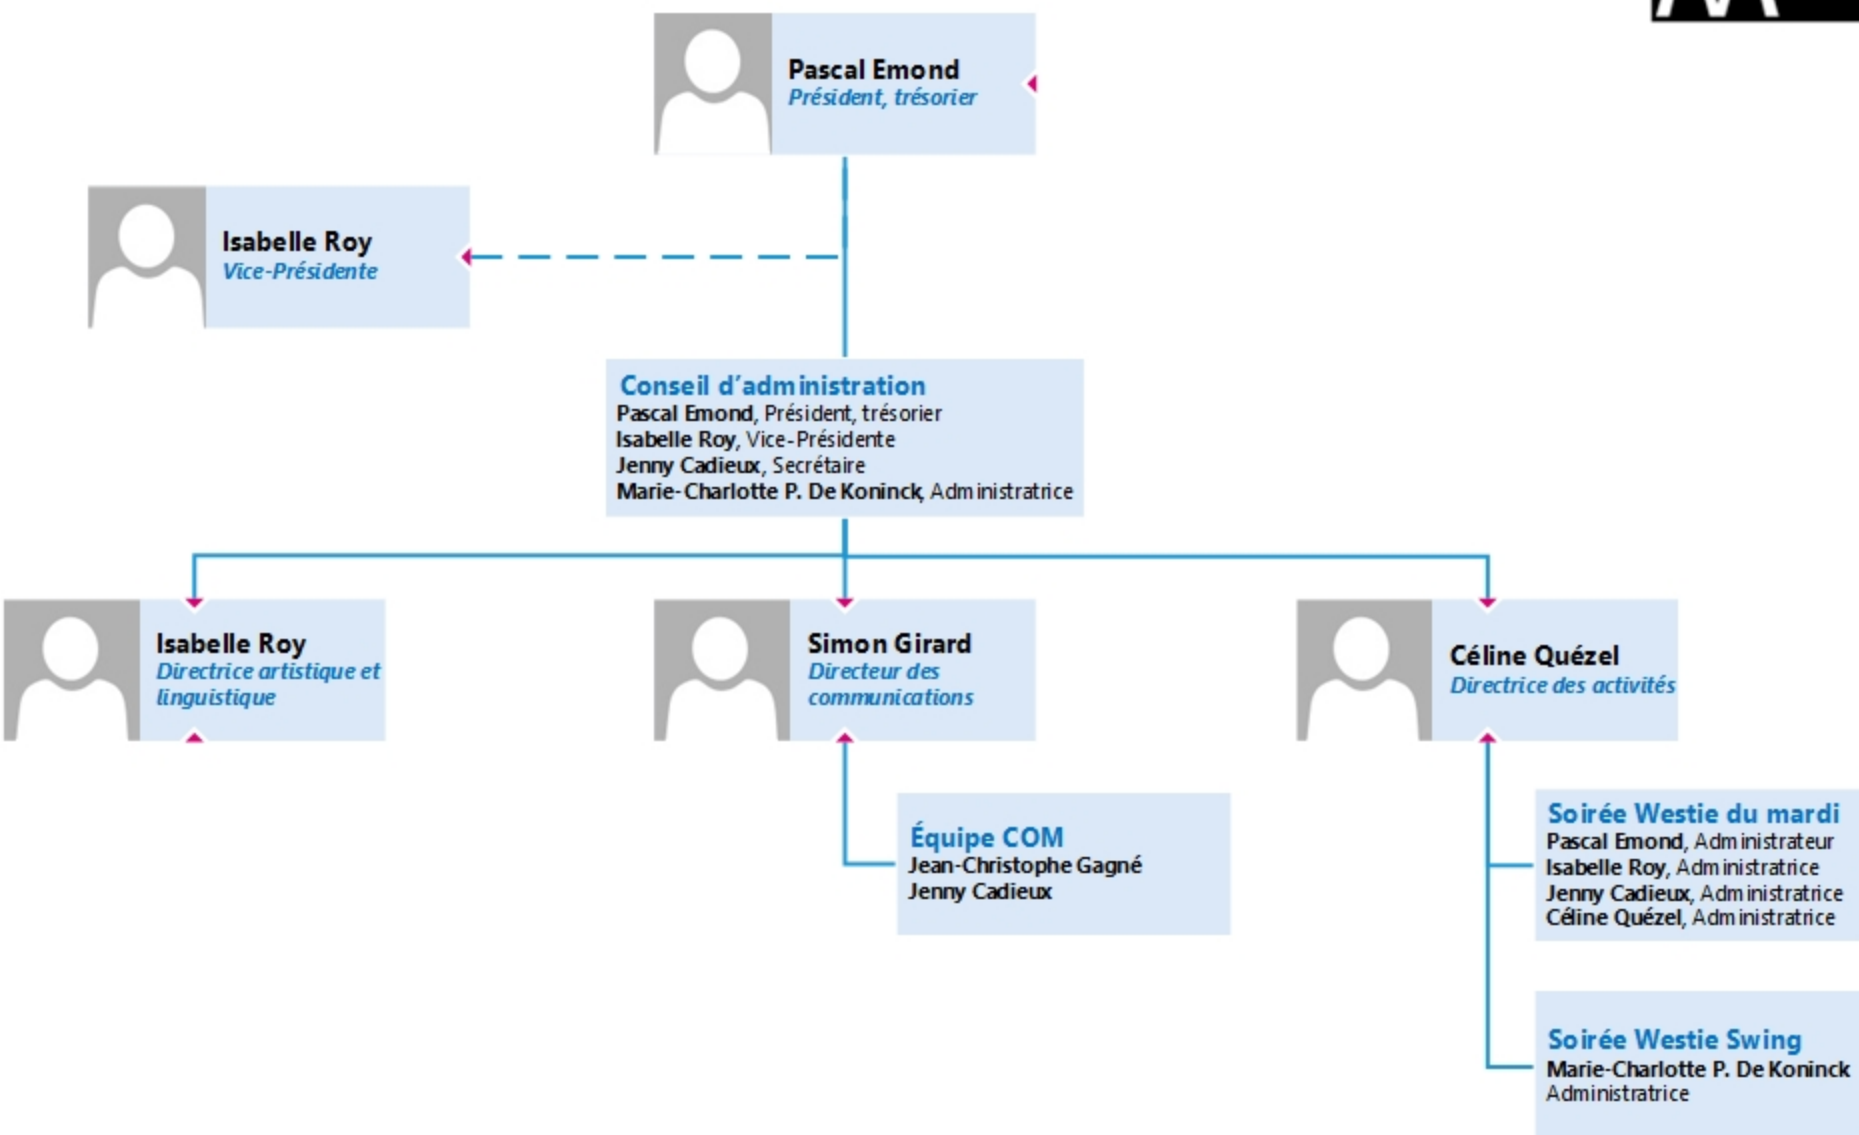 Pascal Emond
Président, trésorier
Isabelle Roy
Vice-Présidente
Conseil d’administration
Pascal Emond, Président, trésorier
Isabelle Roy, Vice-Présidente
Jenny Cadieux, Secrétaire
Marie-Charlotte P. De Koninck, Administratrice
Isabelle Roy
Directrice artistique et
linguistique
Simon Girard
Directeur des
communications
Céline Quézel
Directrice des activités
Équipe COM
Jean-Christophe Gagné
Jenny Cadieux
Soirée Westie du mardi
Pascal Emond, Administrateur
Isabelle Roy, Administratrice
Jenny Cadieux, Administratrice
Céline Quézel, Administratrice
Soirée Westie Swing
Marie-Charlotte P. De Koninck
Administratrice